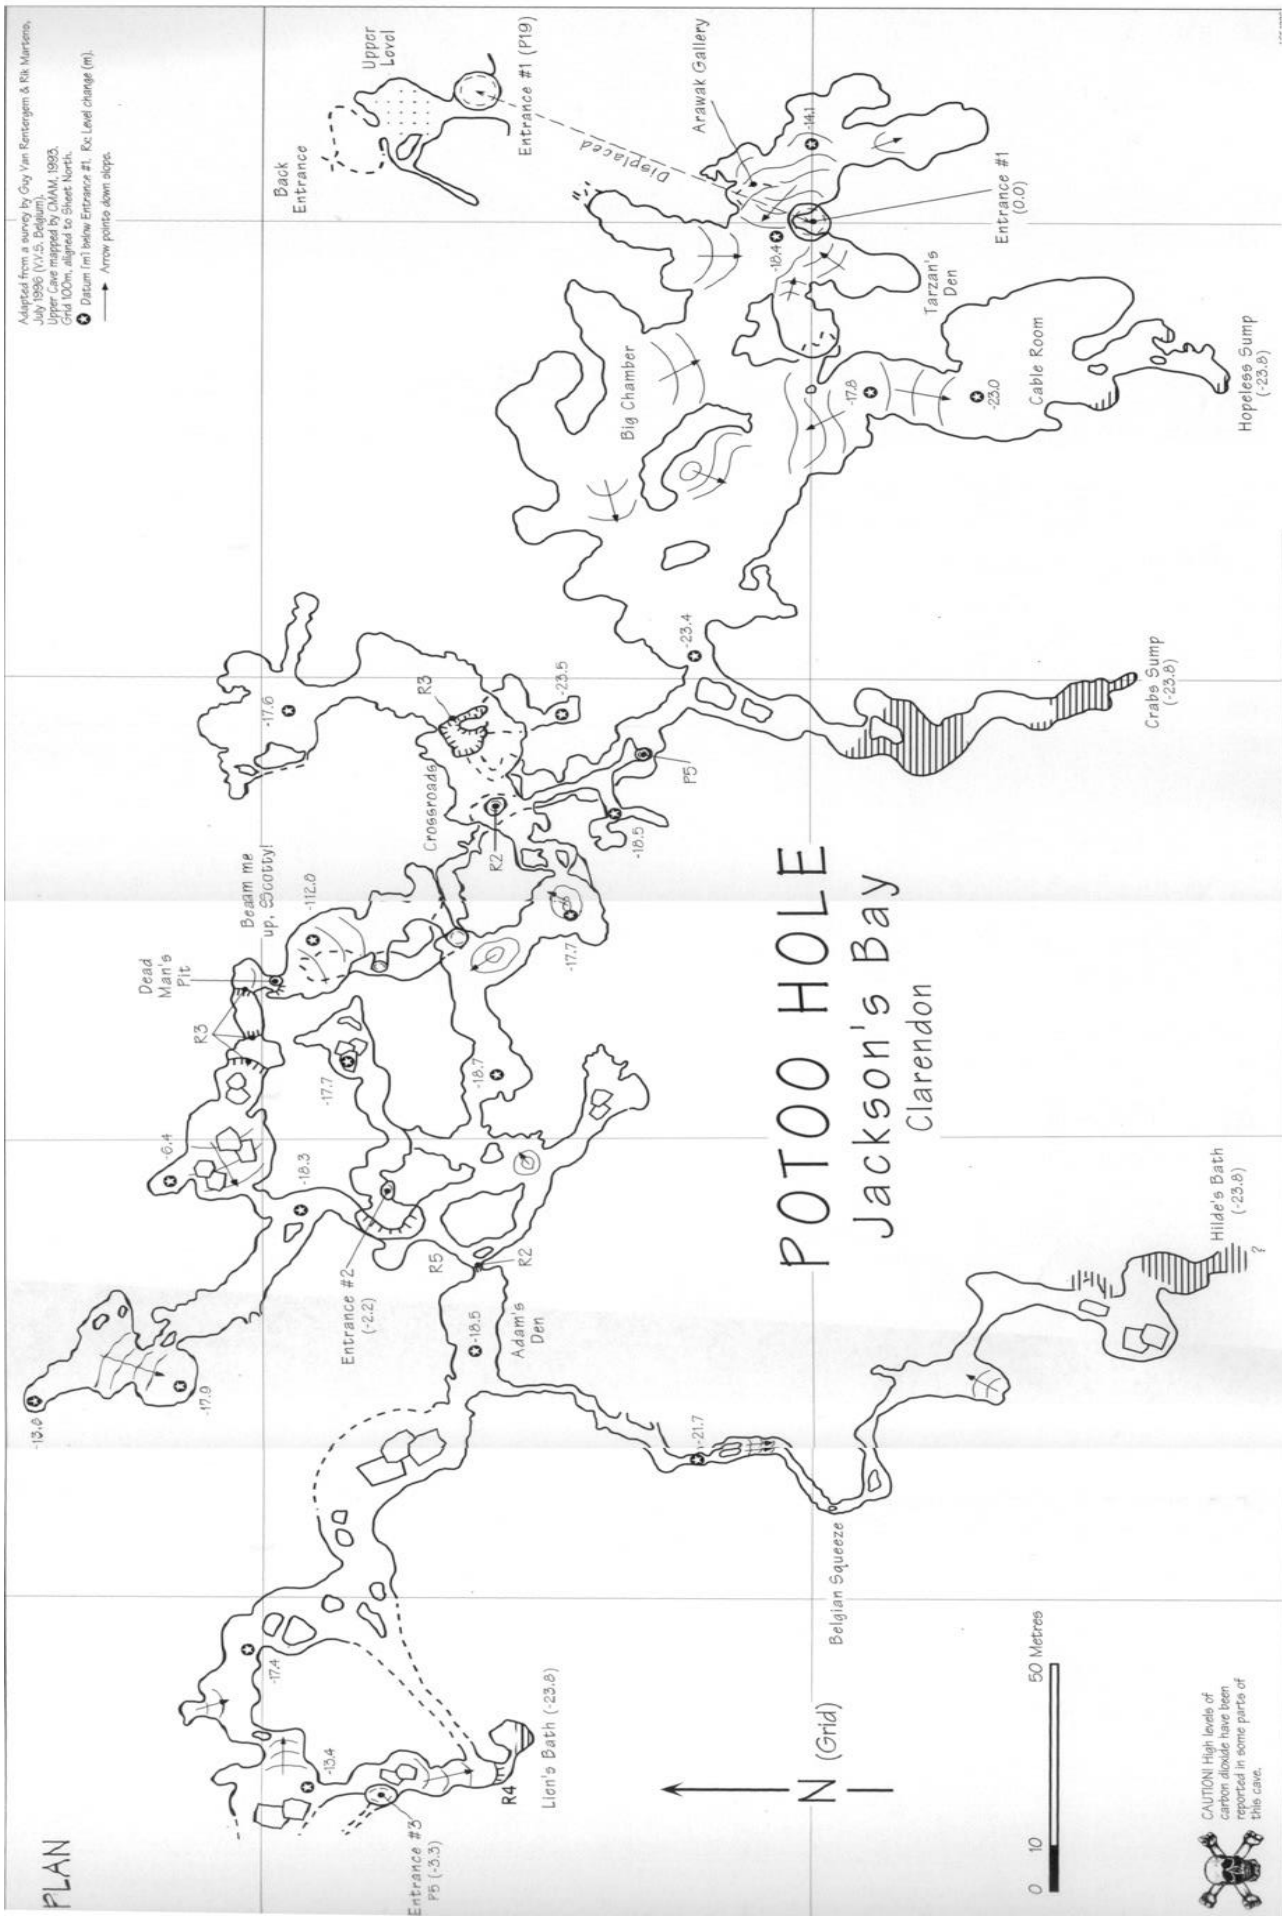 PLAN
Adapted from a survey by Guy Van Rentergem & Rik Martens,
July 1996 (V.V.S. Belgium).
Upper Cave mapped by CMAM, 1993.
Grid 100m, aligned to Sheet North.
Datum (m) below Entrance #1. Rx: Level change (m).
Arrow points down slope.
Upper
Level
Back
Entrance
Entrance #1 (P19)
Displaced
Arawak Gallery
-14.1
-18.4
Entrance #1
(0.0)
Tarzan's
Den
Big Chamber
-17.8
-23.0
Cable Room
Hopeless Sump
(-23.8)
-23.4
Crabs Sump
(-23.8)
-17.6
R3
-23.5
Crossroads
R2
P5
-18.5
Beaam me
up, SScotty!
-112.8
Dead
Man's
Pit
R3
-17.7
-17.7
-18.7
-6.4
-18.3
Entrance #2
(-2.2)
R5
R2
-18.5
Adam's
Den
-13.8
-17.9
-21.7
Belgian Squeeze
Hilde's Bath
(-23.8)
?
-17.4
-13.4
Entrance #3
P5 (-3.3)
R4
Lien's Bath (-23.8)
POTOO HOLE
Jackson's Bay
Clarendon
N (Grid)
0 10 50 Metres
CAUTION! High levels of
carbon dioxide have been
reported in some parts of
this cave.